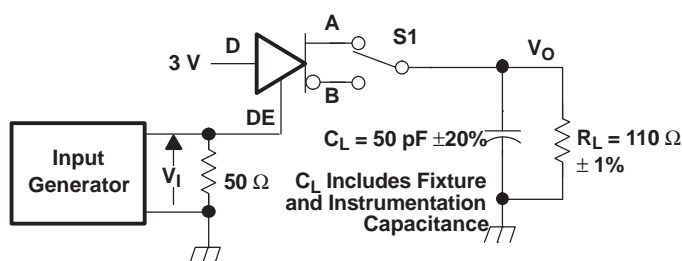 A
S1
D
3 V
VO
B
DE
CL = 50 pF ±20%
RL = 110 Ω
± 1%
Input
Generator
VI
50 Ω
CL Includes Fixture
and Instrumentation
Capacitance